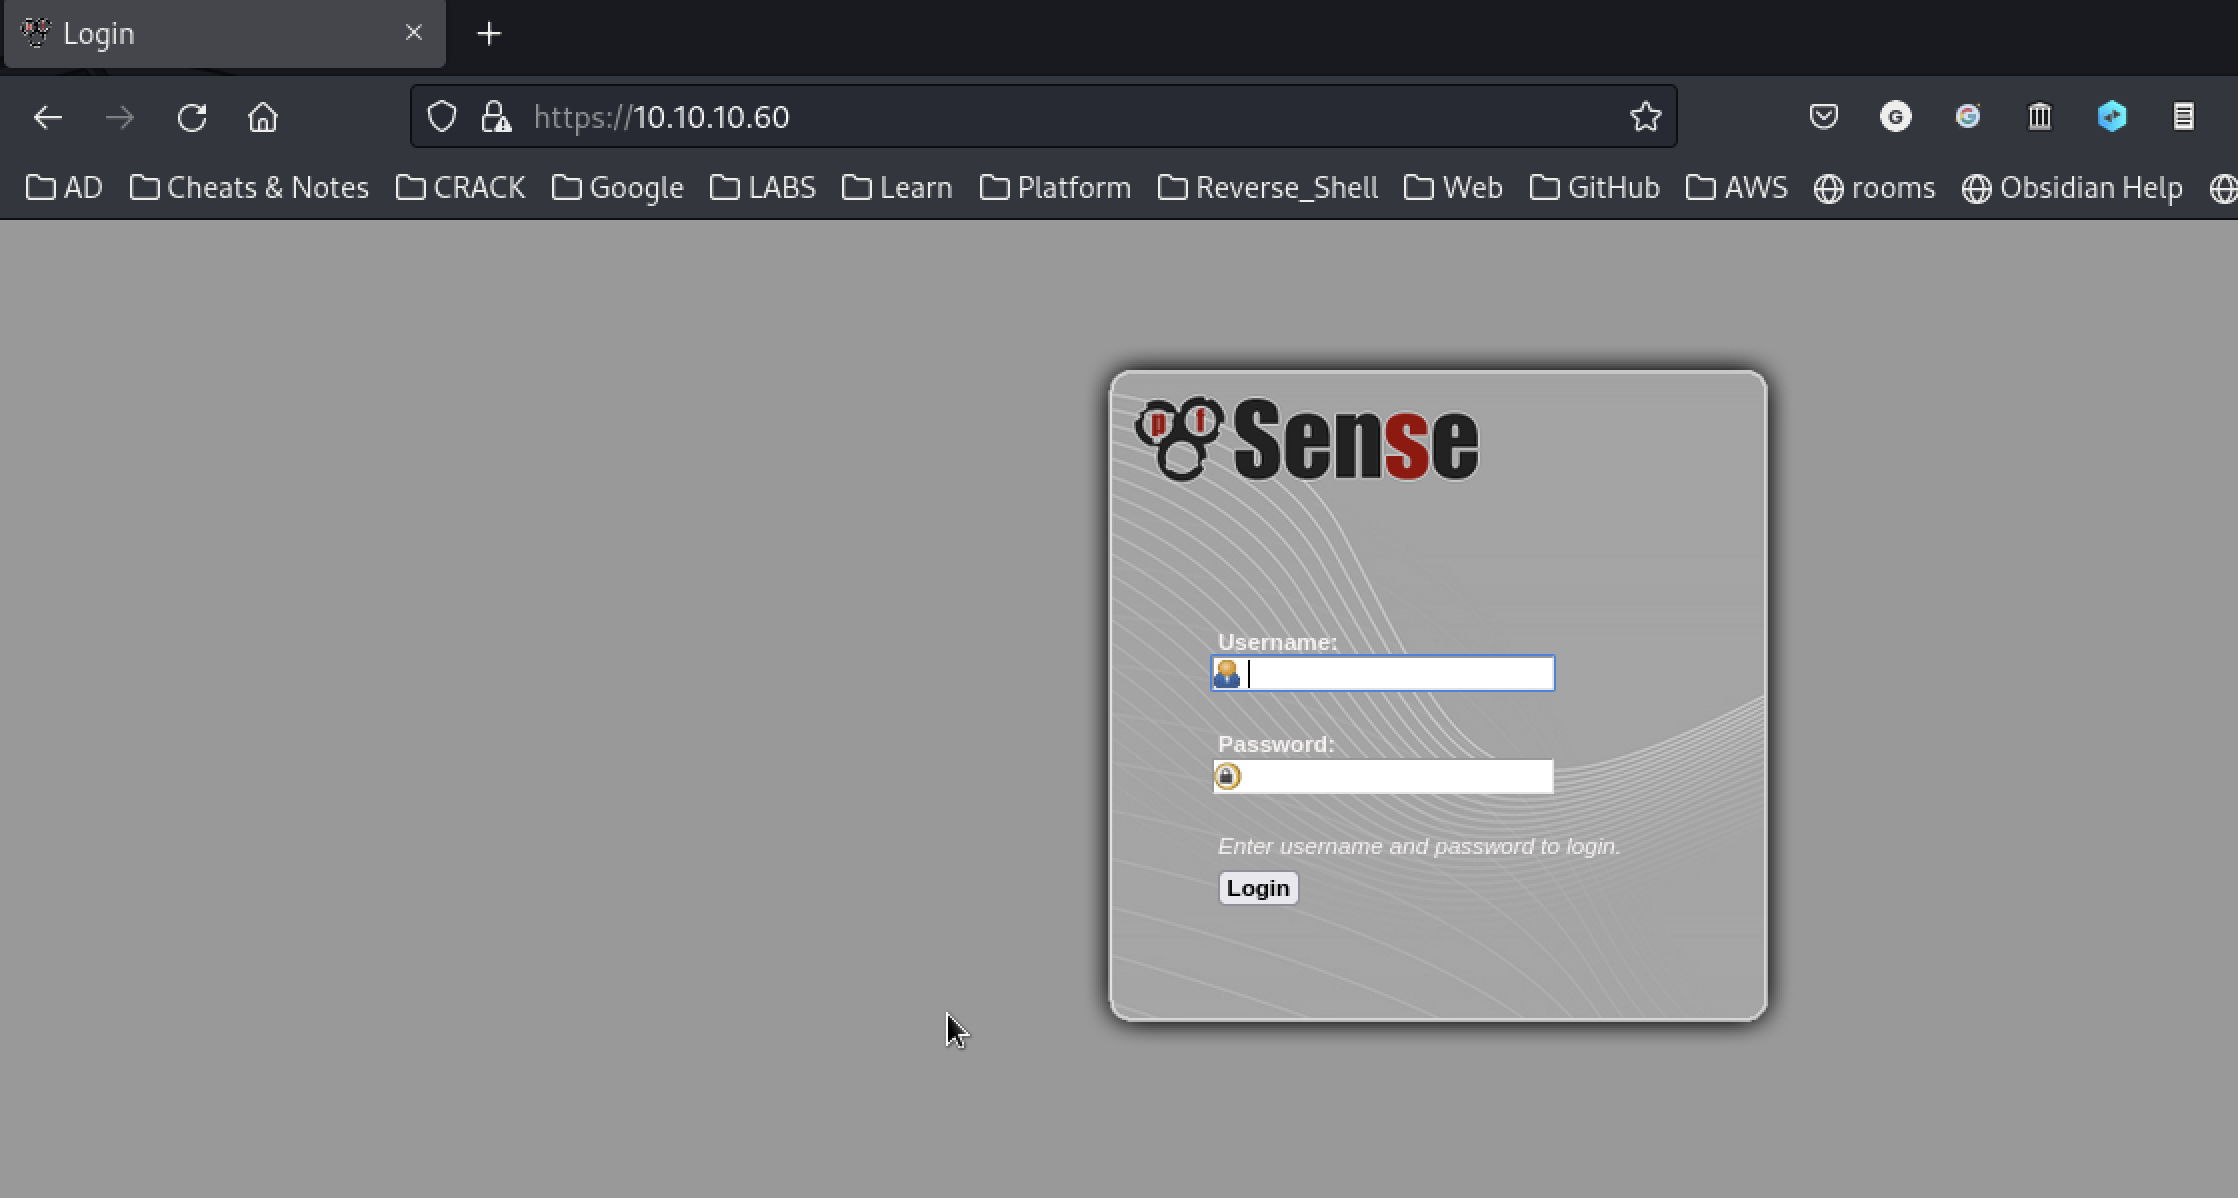 Login
https://10.10.10.60
AD Cheats & Notes CRACK Google LABS Learn Platform Reverse_Shell Web GitHub AWS rooms Obsidian Help
pf Sense
Username:
Password:
Enter username and password to login.
Login